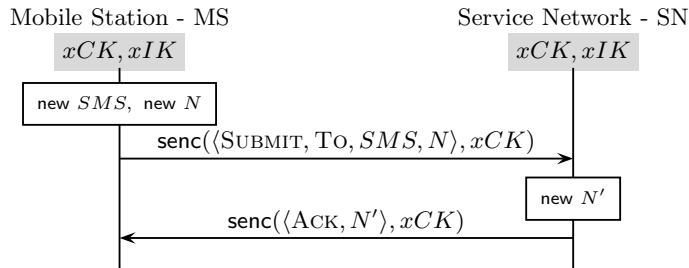 Mobile Station - MS
Service Network - SN
xCK, xIK
xCK, xIK
new SMS, new N
senc(⟨SUBMIT, TO, SMS, N⟩, xCK)
new N′
senc(⟨ACK, N′⟩, xCK)